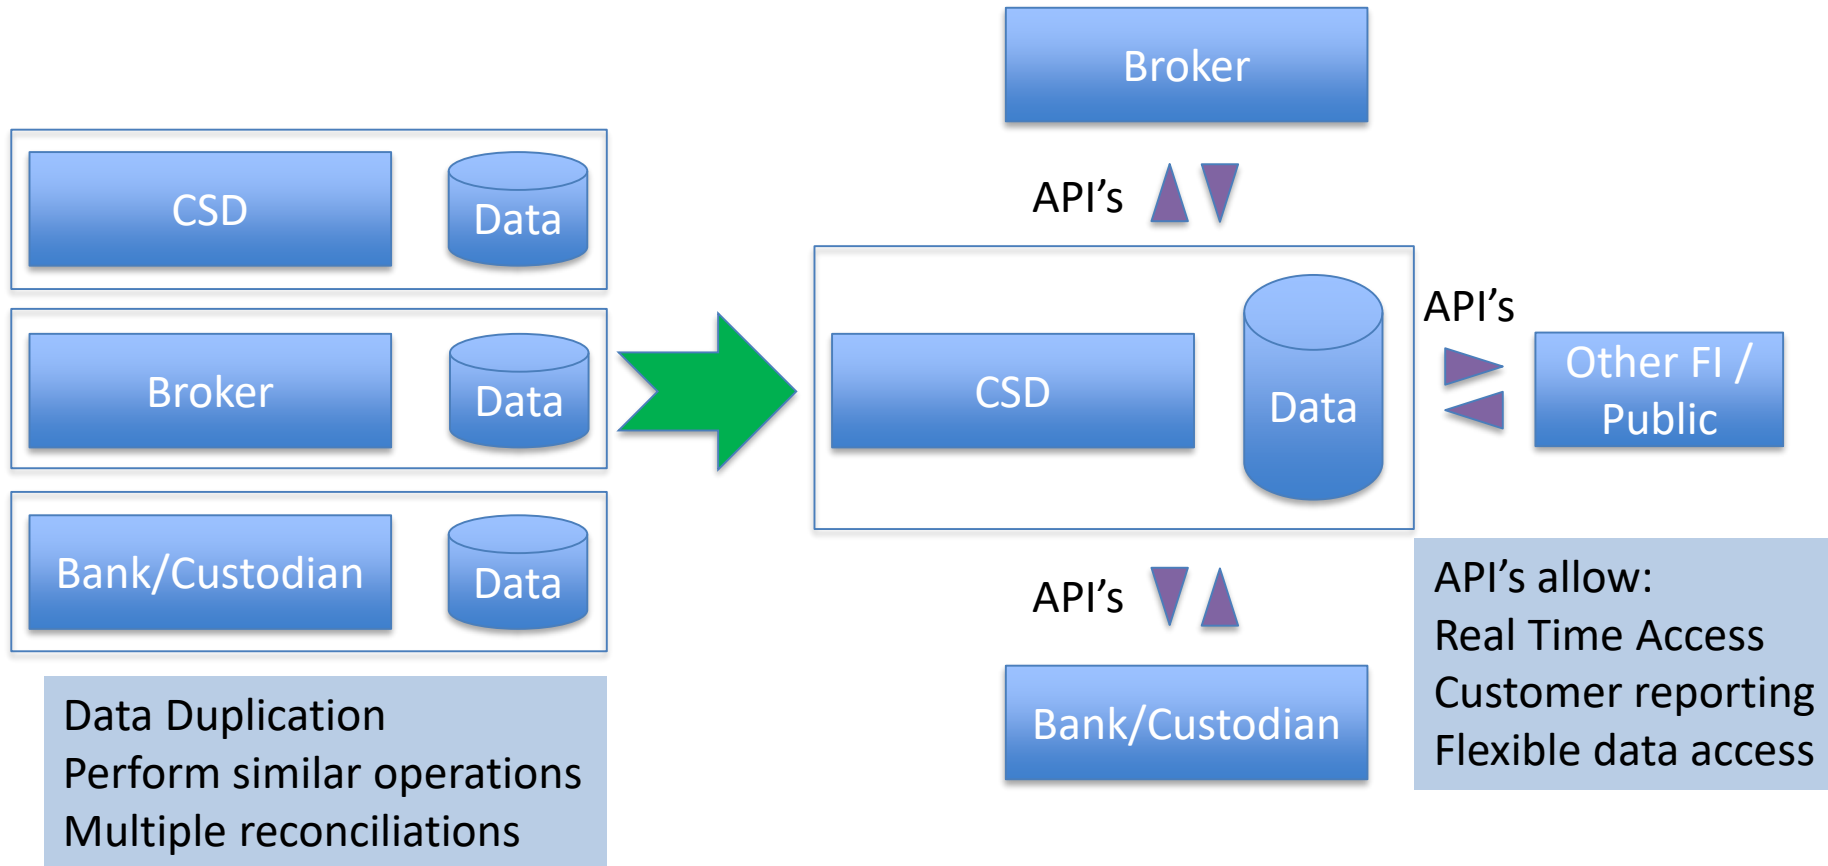 CSD
Data
Broker
Data
Bank/Custodian
Data
Data Duplication
Perform similar operations
Multiple reconciliations
Broker
API's
CSD
Data
API's
Other FI /
Public
API's
Bank/Custodian
API's allow:
Real Time Access
Customer reporting
Flexible data access